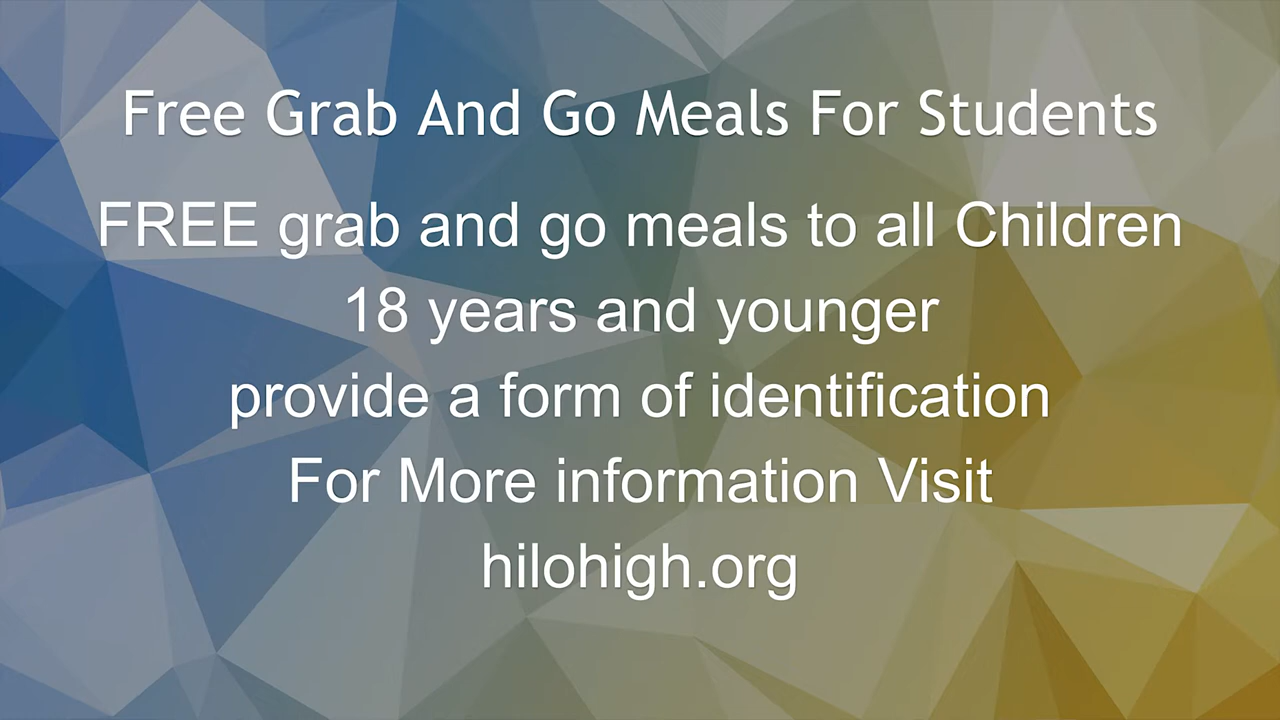 Free Grab And Go Meals For Students
FREE grab and go meals to all Children
18 years and younger
provide a form of identification
For More information Visit
hilohigh.org